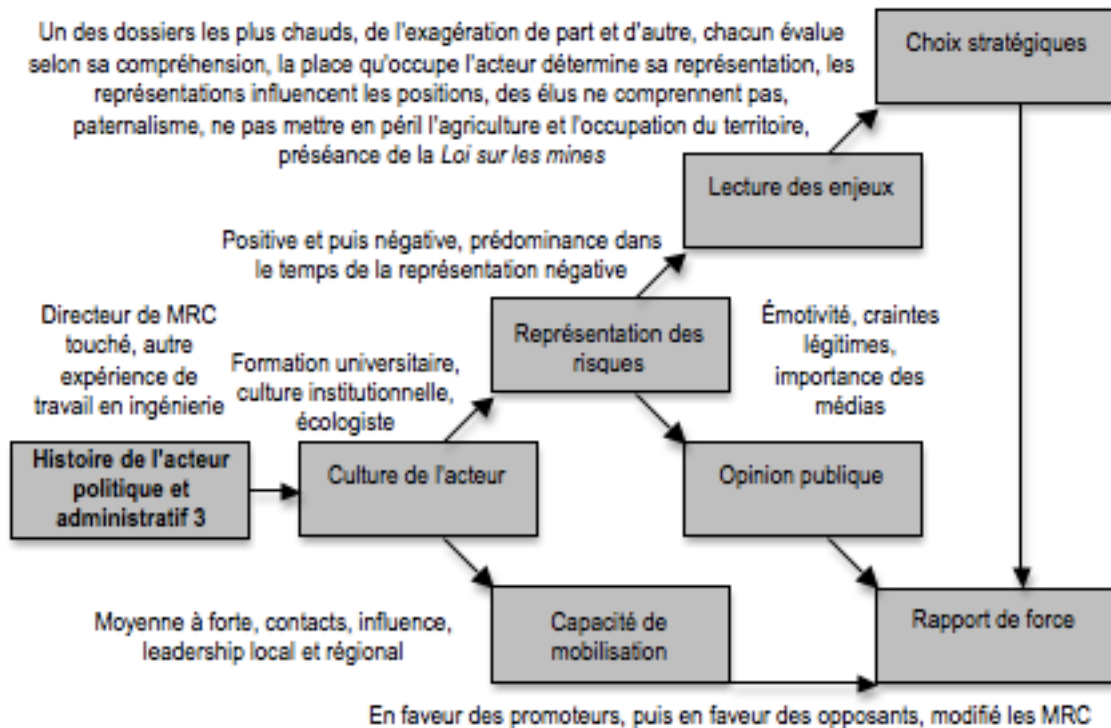 Un des dossiers les plus chauds, de l'exagération de part et d'autre, chacun évalue
selon sa compréhension, la place qu'occupe l'acteur détermine sa représentation, les
représentations influencent les positions, des élus ne comprennent pas,
paternalisme, ne pas mettre en péril l'agriculture et l'occupation du territoire,
préséance de la Loi sur les mines
Choix stratégiques
Lecture des enjeux
Positive et puis négative, prédominance dans
le temps de la représentation négative
Représentation des
risques
Émotivité, craintes
légitimes,
importance des
médias
Directeur de MRC
touché, autre
expérience de
travail en ingénierie
Formation universitaire,
culture institutionnelle,
écologiste
Histoire de l'acteur
politique et
administratif 3
Culture de l'acteur
Opinion publique
Moyenne à forte, contacts, influence,
leadership local et régional
Capacité de
mobilisation
Rapport de force
En faveur des promoteurs, puis en faveur des opposants, modifié les MRC